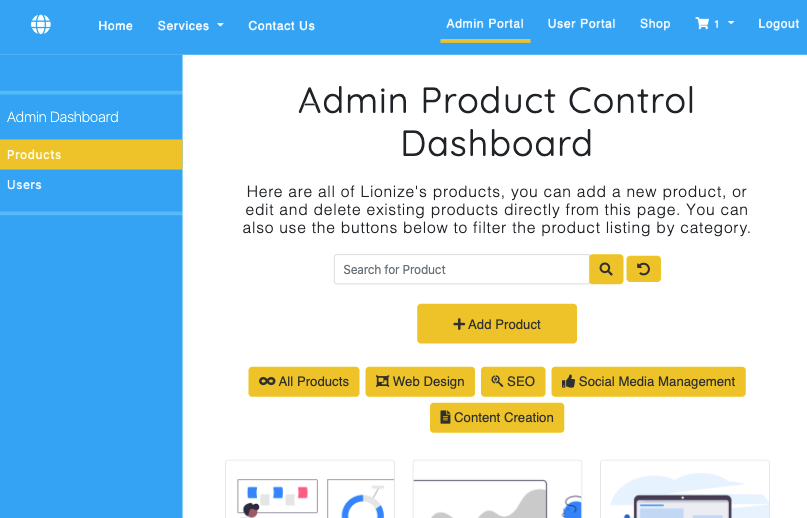 Home
Services
Contact Us
Admin Portal
User Portal
Shop
1
Logout
Admin Dashboard
Products
Users
Admin Product Control
Dashboard
Here are all of Lionize's products, you can add a new product, or
edit and delete existing products directly from this page. You can
also use the buttons below to filter the product listing by category.
Search for Product
Add Product
All Products
Web Design
SEO
Social Media Management
Content Creation